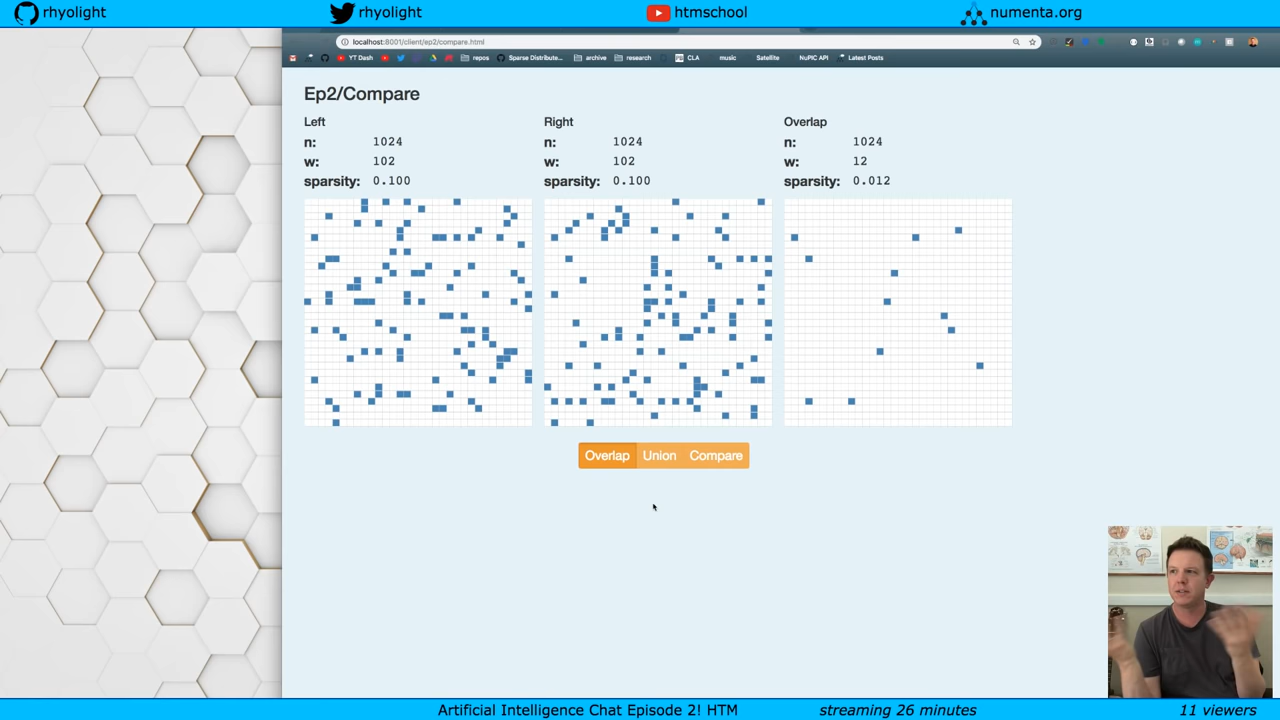 rhyolight
rhyolight
htmschool
numenta.org
localhost:8001/client/ep2/compare.html
YT Dash
repos
Sparse Distribute...
archive
research
CLA
music
Satellite
NuPIC API
Latest Posts
Ep2/Compare
Left
n: 1024
w: 102
sparsity: 0.100
Right
n: 1024
w: 102
sparsity: 0.100
Overlap
n: 1024
w: 12
sparsity: 0.012
Overlap
Union
Compare
Artificial Intelligence Chat Episode 2! HTM
streaming 26 minutes
11 viewers